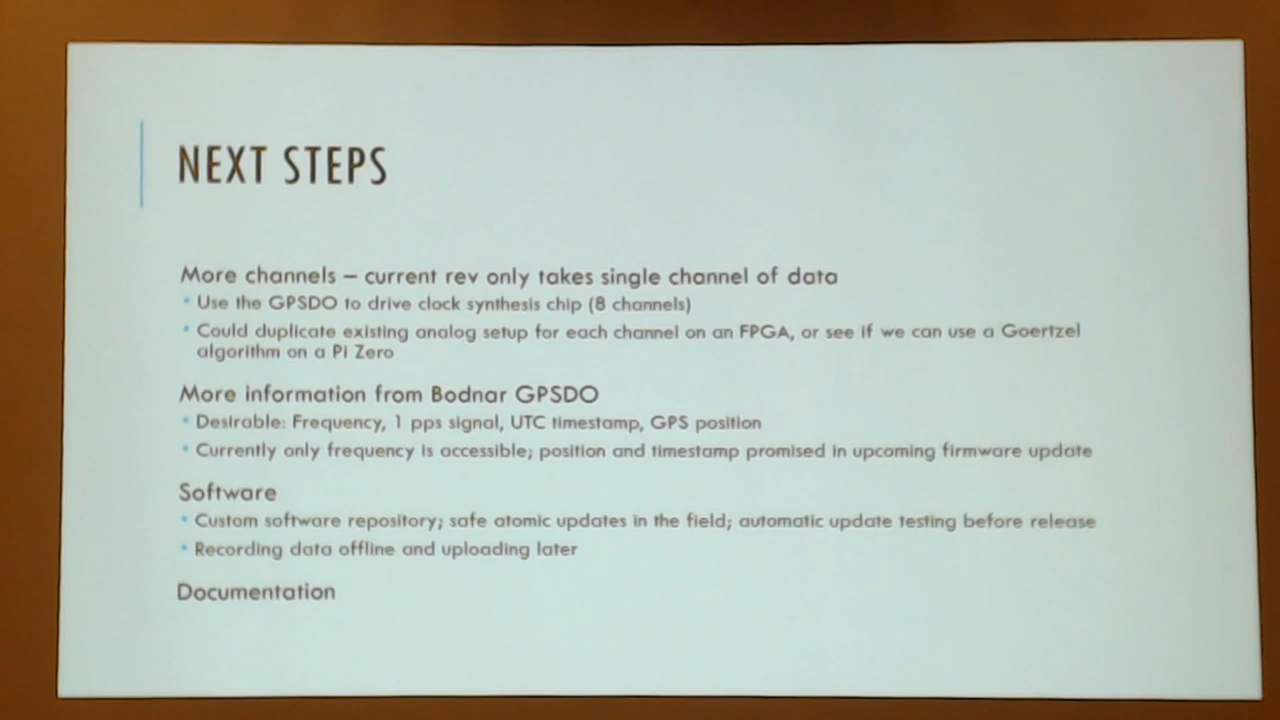 NEXT STEPS
More channels – current rev only takes single channel of data
• Use the GPSDO to drive clock synthesis chip (8 channels)
• Could duplicate existing analog setup for each channel on an FPGA, or see if we can use a Goertzel
algorithm on a Pi Zero
More information from Bodnar GPSDO
• Desirable: Frequency, 1 pps signal, UTC timestamp, GPS position
• Currently only frequency is accessible; position and timestamp promised in upcoming firmware update
Software
• Custom software repository; safe atomic updates in the field; automatic update testing before release
• Recording data offline and uploading later
Documentation